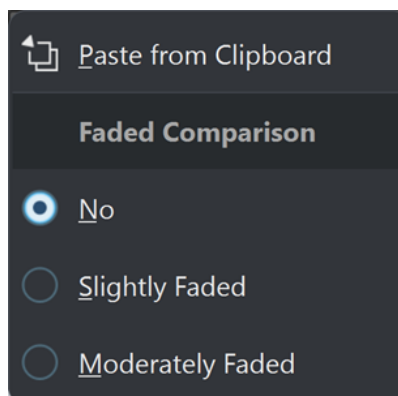 Paste from Clipboard
Faded Comparison
No
Slightly Faded
Moderately Faded